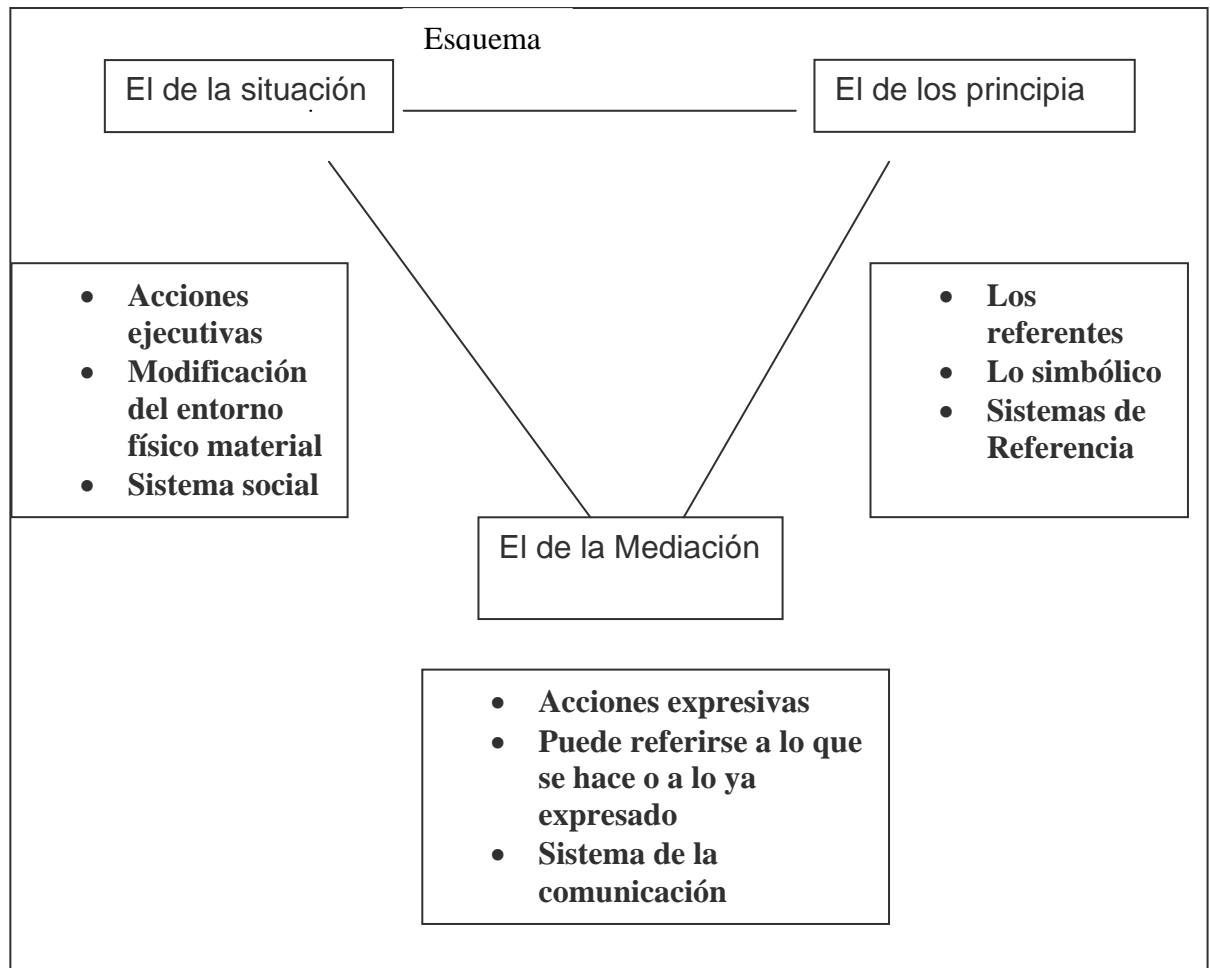 Esquema
El de la situación
El de los principia
• Acciones
ejecutivas
• Modificación
del entorno
físico material
• Sistema social
• Los
referentes
• Lo simbólico
• Sistemas de
Referencia
El de la Mediación
• Acciones expresivas
• Puede referirse a lo que
se hace o a lo ya
expresado
• Sistema de la
comunicación